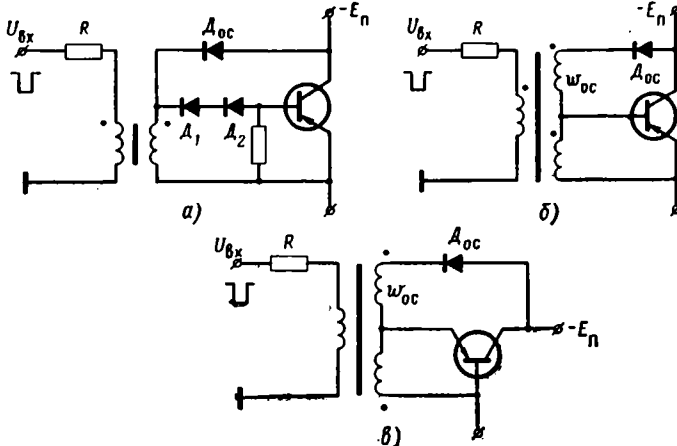 Uвх R Дос -Eп
Д1 Д2
а)
Uвх R -Eп
wос Дос
б)
Uвх R Дос
wос -Eп
в)